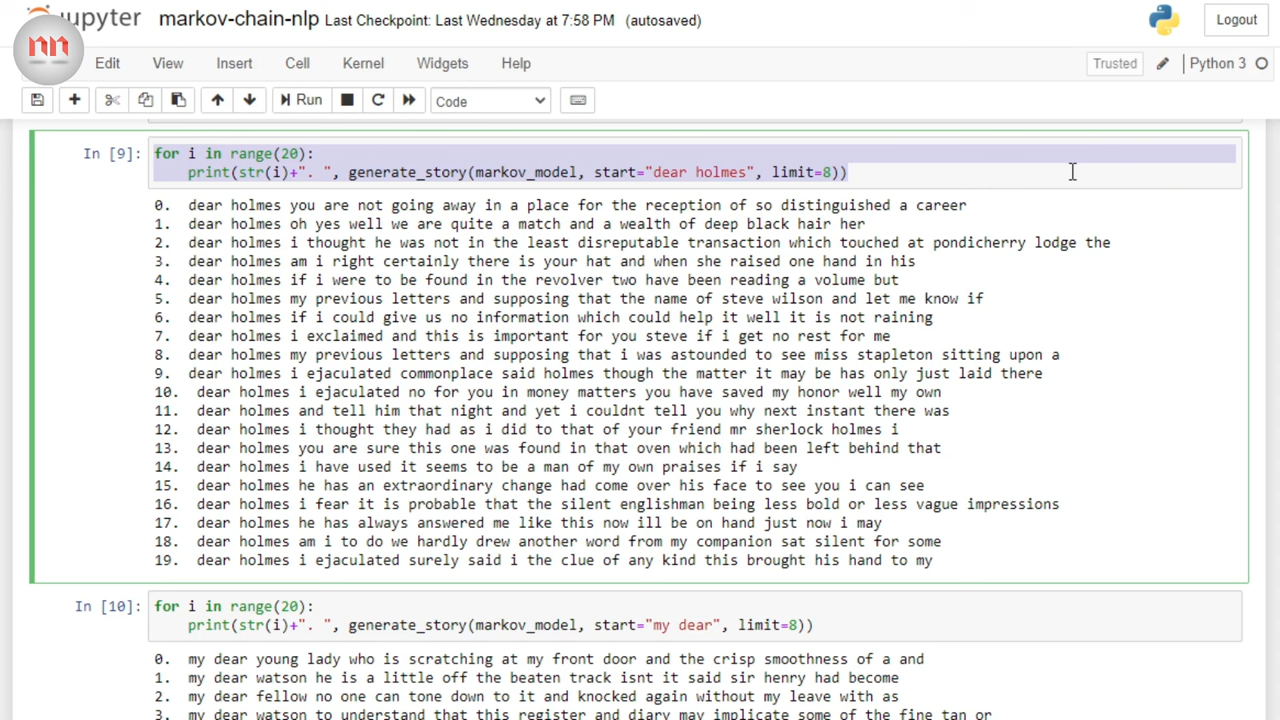 jupyter markov-chain-nlp Last Checkpoint: Last Wednesday at 7:58 PM (autosaved) Logout
nn
Edit View Insert Cell Kernel Widgets Help Trusted Python 3
Run Code
In [9]: for i in range(20):
print(str(i)+". ", generate_story(markov_model, start="dear holmes", limit=8))
0. dear holmes you are not going away in a place for the reception of so distinguished a career
1. dear holmes oh yes well we are quite a match and a wealth of deep black hair her
2. dear holmes i thought he was not in the least disreputable transaction which touched at pondicherry lodge the
3. dear holmes am i right certainly there is your hat and when she raised one hand in his
4. dear holmes if i were to be found in the revolver two have been reading a volume but
5. dear holmes my previous letters and supposing that the name of steve wilson and let me know if
6. dear holmes if i could give us no information which could help it well it is not raining
7. dear holmes i exclaimed and this is important for you steve if i get no rest for me
8. dear holmes my previous letters and supposing that i was astounded to see miss stapleton sitting upon a
9. dear holmes i ejaculated commonplace said holmes though the matter it may be has only just laid there
10. dear holmes i ejaculated no for you in money matters you have saved my honor well my own
11. dear holmes and tell him that night and yet i couldnt tell you why next instant there was
12. dear holmes i thought they had as i did to that of your friend mr sherlock holmes i
13. dear holmes you are sure this one was found in that oven which had been left behind that
14. dear holmes i have used it seems to be a man of my own praises if i say
15. dear holmes he has an extraordinary change had come over his face to see you i can see
16. dear holmes i fear it is probable that the silent englishman being less bold or less vague impressions
17. dear holmes he has always answered me like this now ill be on hand just now i may
18. dear holmes am i to do we hardly drew another word from my companion sat silent for some
19. dear holmes i ejaculated surely said i the clue of any kind this brought his hand to my
In [10]: for i in range(20):
print(str(i)+". ", generate_story(markov_model, start="my dear", limit=8))
0. my dear young lady who is scratching at my front door and the crisp smoothness of a and
1. my dear watson he is a little off the beaten track isnt it said sir henry had become
2. my dear fellow no one can tone down to it and knocked again without my leave with as
3. my dear watson to understand that this register and diary may implicate some of the fine tan or